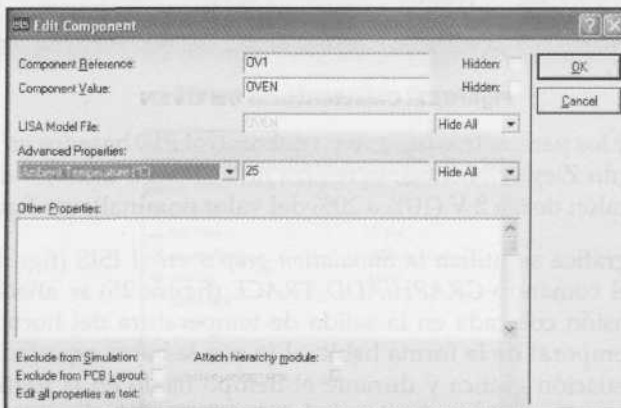 ISIS Edit Component
Component Reference: OV1 Hidden:
Component Value: OVEN Hidden:
OK
Cancel
LISA Model File: OVEN Hide All
Advanced Properties:
Ambient Temperature (°C) 25 Hide All
Other Properties:
Exclude from Simulation: Attach hierarchy module:
Exclude from PCB Layout:
Edit all properties as text: